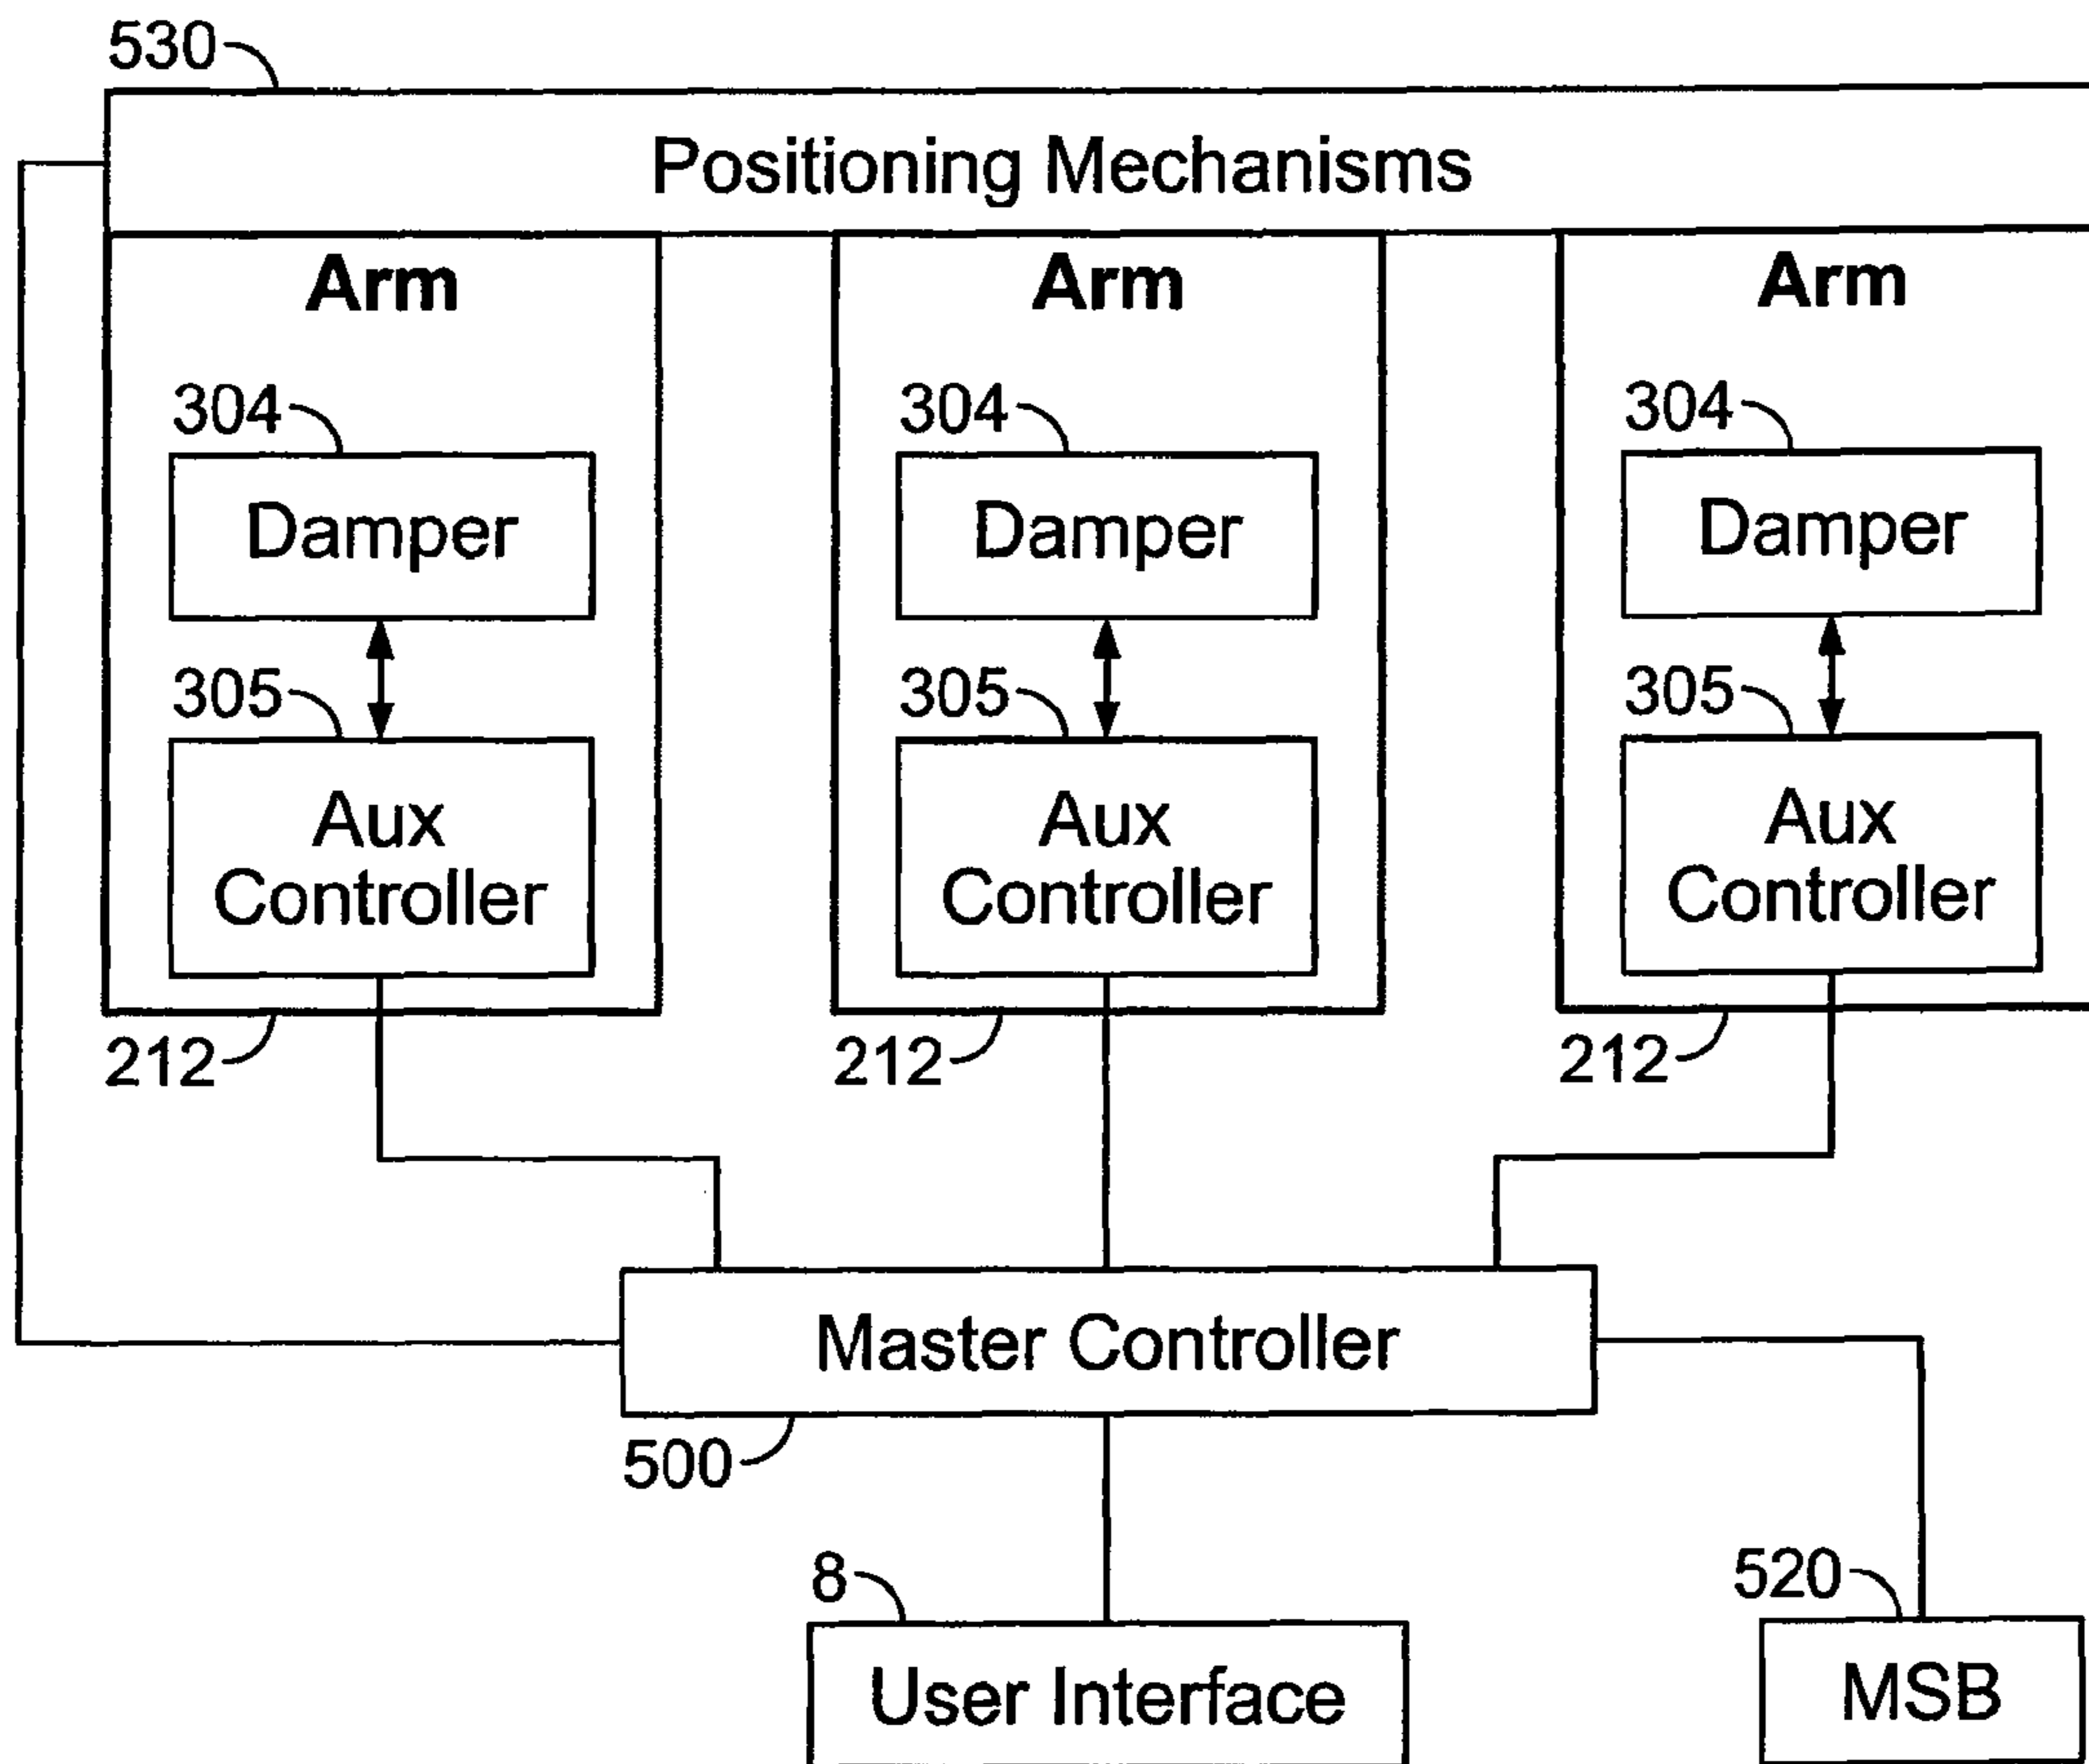 530
Positioning Mechanisms
Arm
Arm
Arm
304
304
304
Damper
Damper
Damper
305
305
305
Aux
Controller
Aux
Controller
Aux
Controller
212
212
212
Master Controller
500
8
520
User Interface
MSB